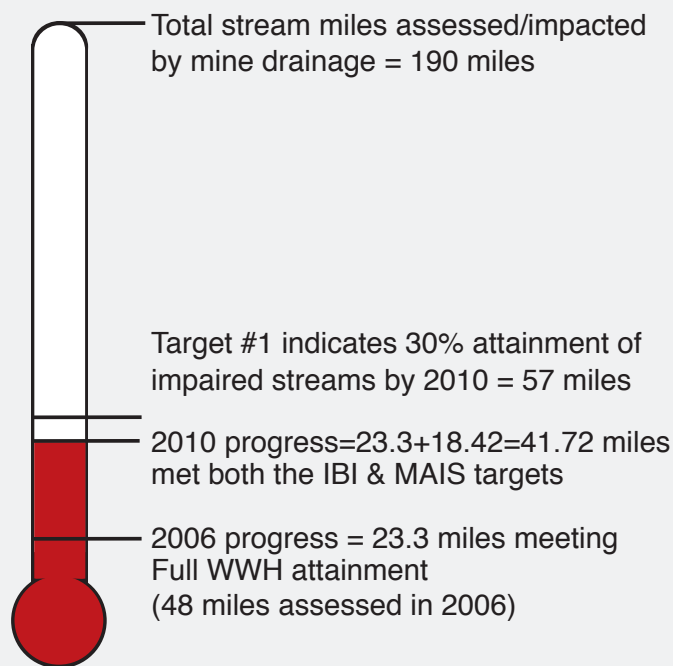 Total stream miles assessed/impacted
by mine drainage = 190 miles
Target #1 indicates 30% attainment of
impaired streams by 2010 = 57 miles
2010 progress=23.3+18.42=41.72 miles
met both the IBI & MAIS targets
2006 progress = 23.3 miles meeting
Full WWH attainment
(48 miles assessed in 2006)